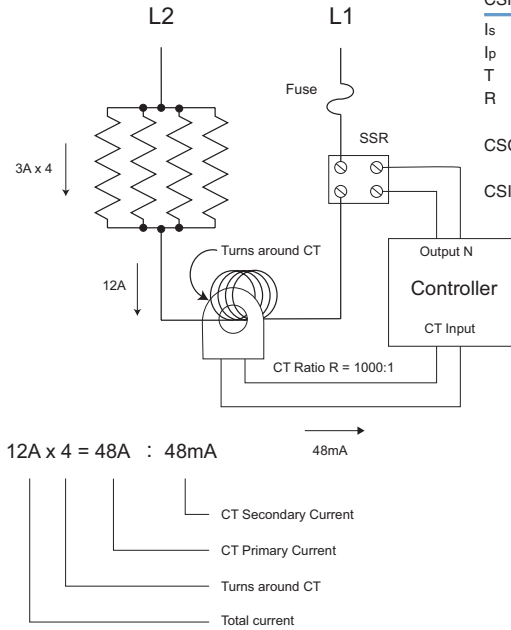 L2
L1
Is
Ip
T
R
Fuse
SSR
3A x 4
Turns around CT
Output N
12A
Controller
CT Input
CT Ratio R = 1000:1
12A x 4 = 48A : 48mA
48mA
CT Secondary Current
CT Primary Current
Turns around CT
Total current